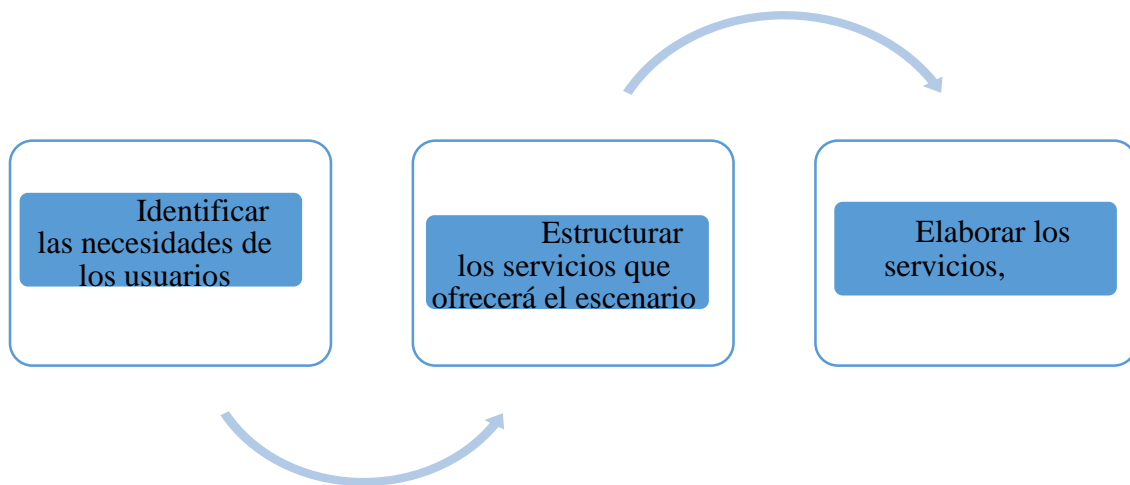 Identificar
las necesidades de
los usuarios
Estructurar
los servicios que
ofrecerá el escenario
Elaborar los
servicios,